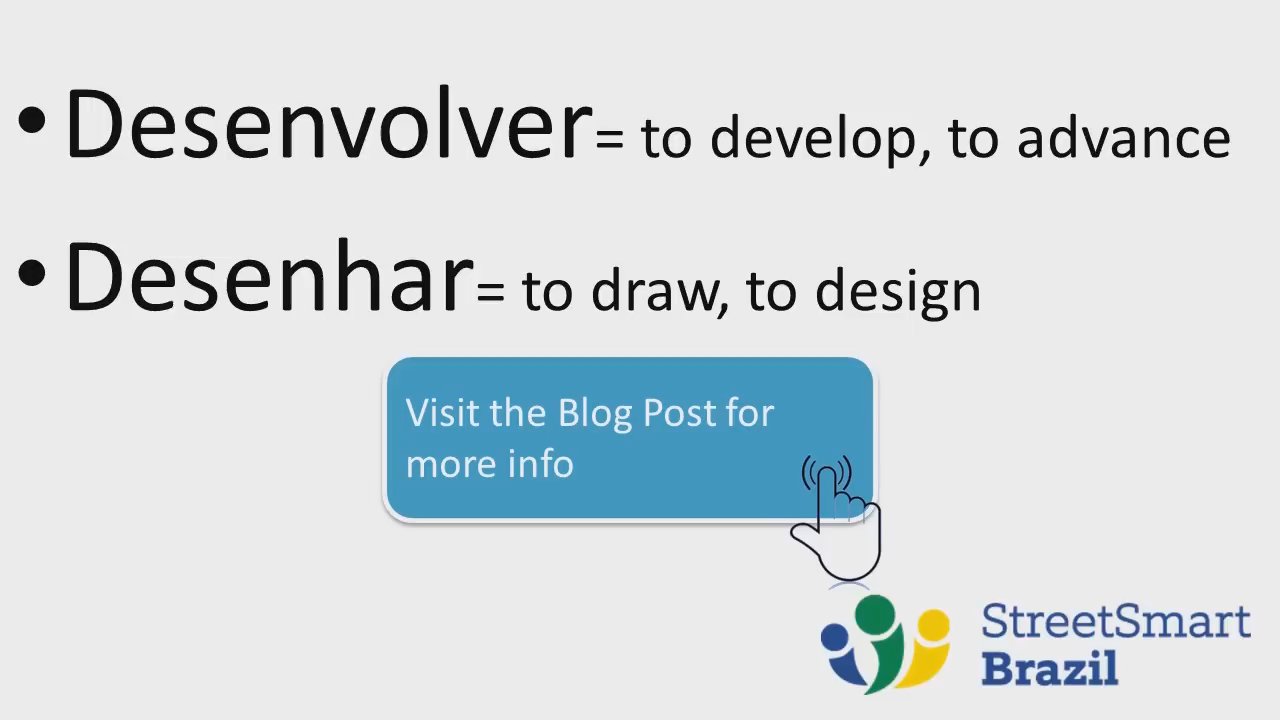 • Desenvolver= to develop, to advance
• Desenhar= to draw, to design
Visit the Blog Post for
more info
StreetSmart
Brazil